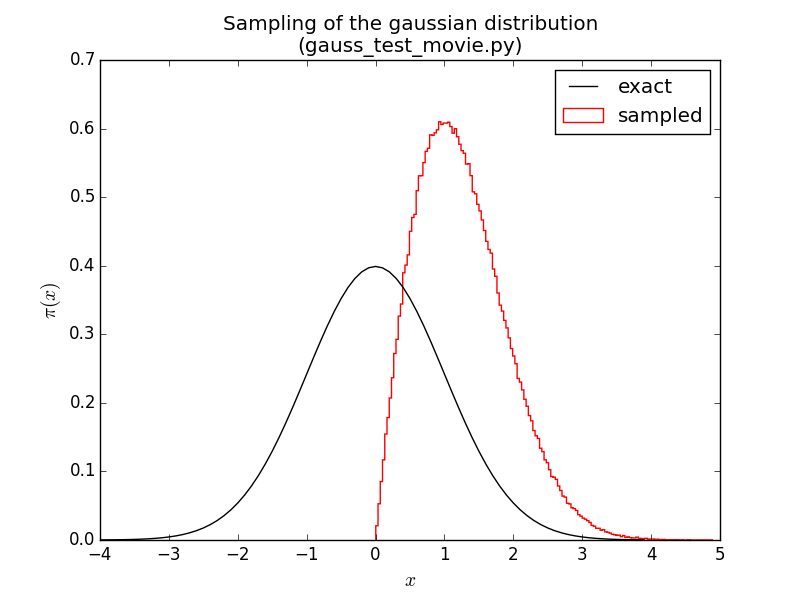 Sampling of the gaussian distribution
(gauss_test_movie.py)
exact
sampled
0.7
0.6
0.5
0.4
0.3
0.2
0.1
0.0
π(x)
−4 −3 −2 −1 0 1 2 3 4 5
x